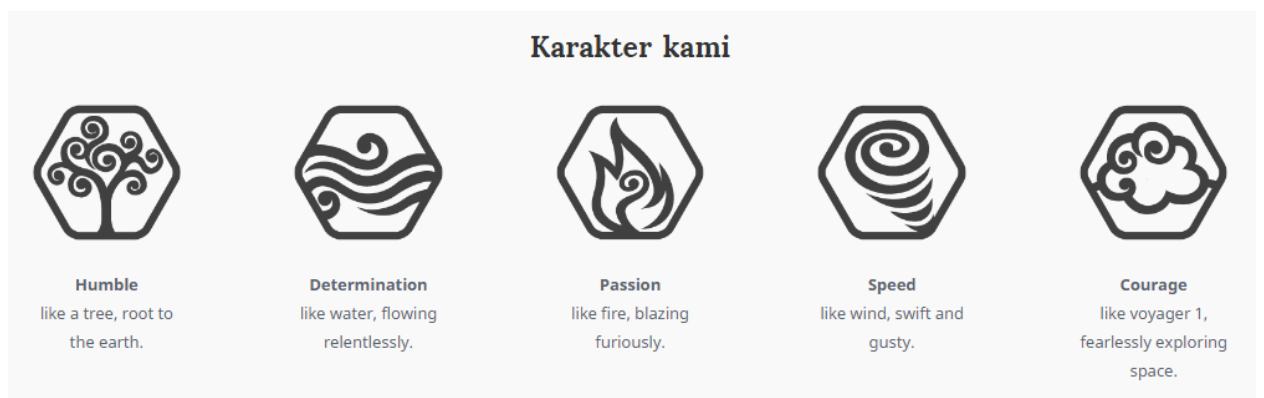 Karakter kami
Humble
like a tree, root to
the earth.
Determination
like water, flowing
relentlessly.
Passion
like fire, blazing
furiously.
Speed
like wind, swift and
gusty.
Courage
like voyager 1,
fearlessly exploring
space.